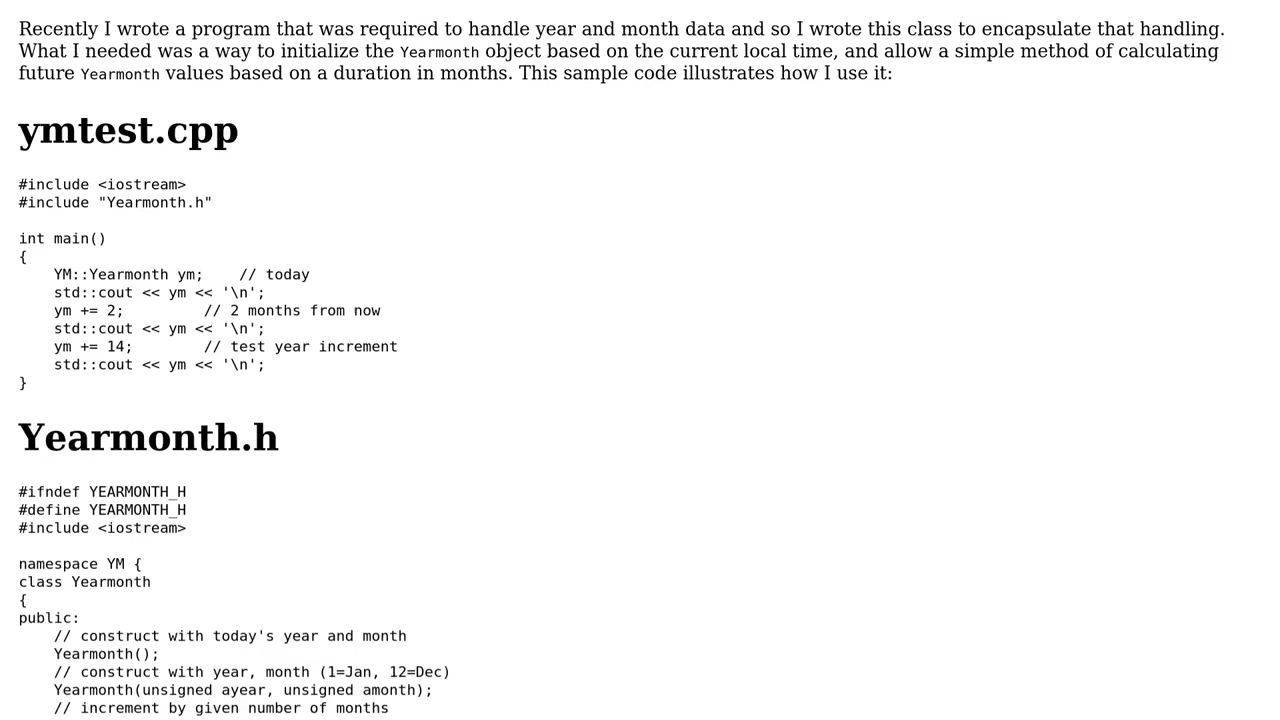 Recently I wrote a program that was required to handle year and month data and so I wrote this class to encapsulate that handling.
What I needed was a way to initialize the Yearmonth object based on the current local time, and allow a simple method of calculating
future Yearmonth values based on a duration in months. This sample code illustrates how I use it:
ymtest.cpp
#include <iostream>
#include "Yearmonth.h"
int main()
{
    YM::Yearmonth ym;    // today
    std::cout << ym << '\n';
    ym += 2;         // 2 months from now
    std::cout << ym << '\n';
    ym += 14;        // test year increment
    std::cout << ym << '\n';
}
Yearmonth.h
#ifndef YEARMONTH_H
#define YEARMONTH_H
#include <iostream>
namespace YM {
class Yearmonth
{
public:
    // construct with today's year and month
    Yearmonth();
    // construct with year, month (1=Jan, 12=Dec)
    Yearmonth(unsigned ayear, unsigned amonth);
    // increment by given number of months